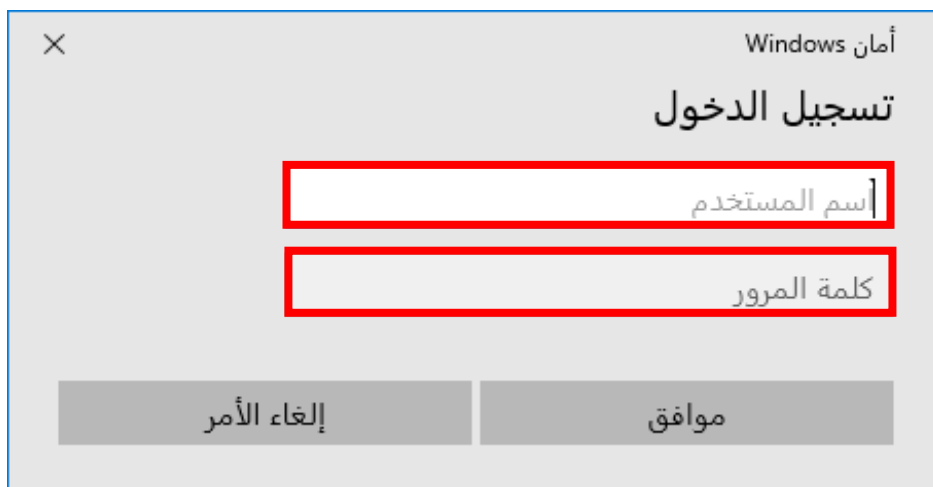 أمان Windows
تسجيل الدخول
اسم المستخدم
كلمة المرور
موافق
إلغاء الأمر